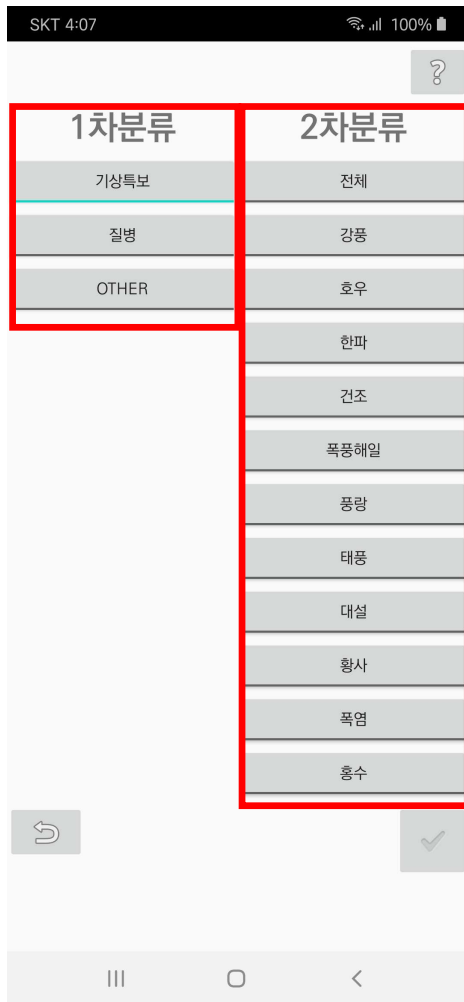 SKT 4:07 100%
?
1차분류
기상특보
질병
OTHER
2차분류
전체
강풍
호우
한파
건조
폭풍해일
풍랑
태풍
대설
황사
폭염
홍수